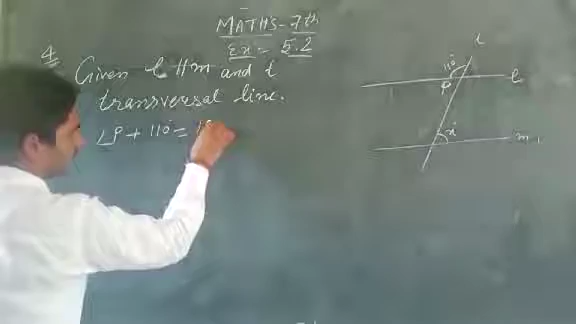 MATHS - 7th
Ex = 5.2
4
Given l || m and t
transversal line.
∠P + 110° = 18
t
110°
l
P
x°
m